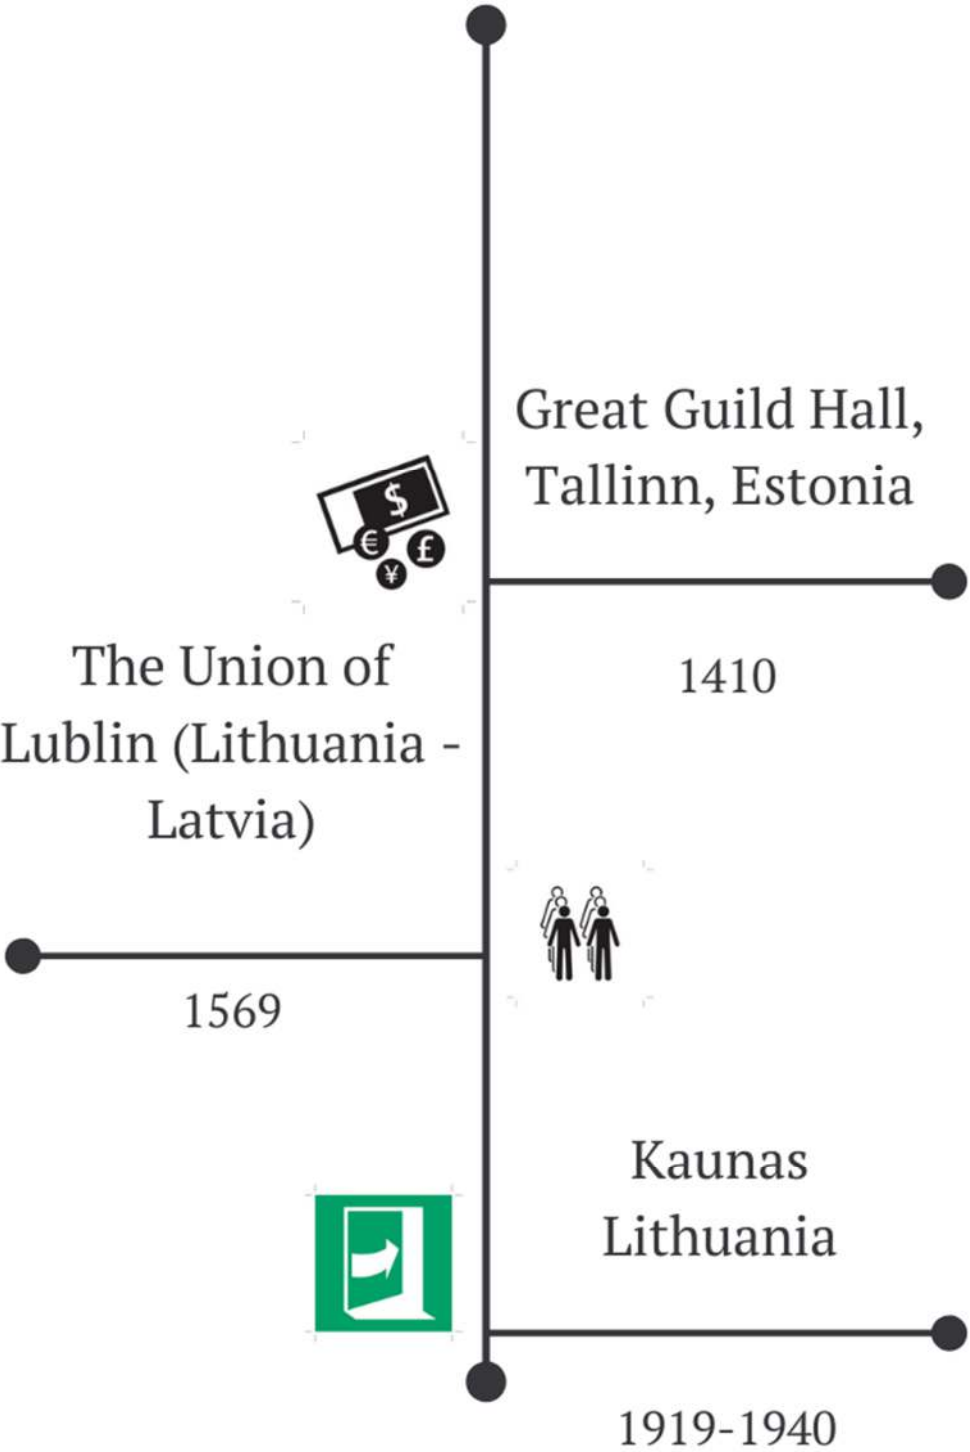 Great Guild Hall,
Tallinn, Estonia
$
€
£
¥
1410
The Union of
Lublin (Lithuania -
Latvia)
1569
Kaunas
Lithuania
1919-1940